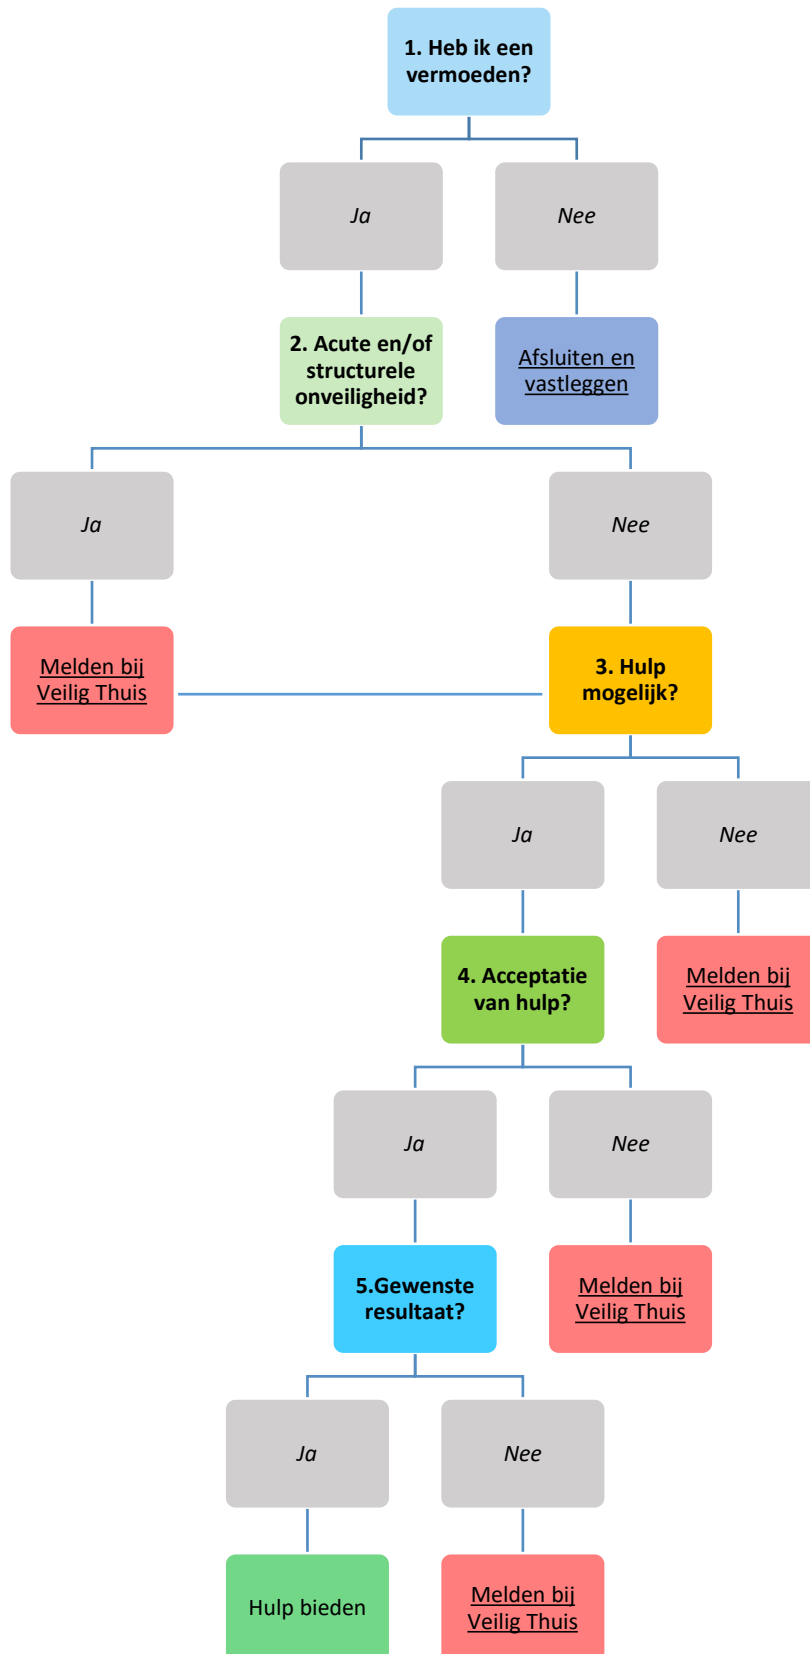 1. Heb ik een
vermoeden?
Ja
Nee
2. Acute en/of
structurele
onveiligheid?
Afsluiten en
vastleggen
Ja
Nee
Melden bij
Veilig Thuis
3. Hulp
mogelijk?
Ja
Nee
4. Acceptatie
van hulp?
Melden bij
Veilig Thuis
Ja
Nee
5.Gewenste
resultaat?
Melden bij
Veilig Thuis
Ja
Nee
Hulp bieden
Melden bij
Veilig Thuis